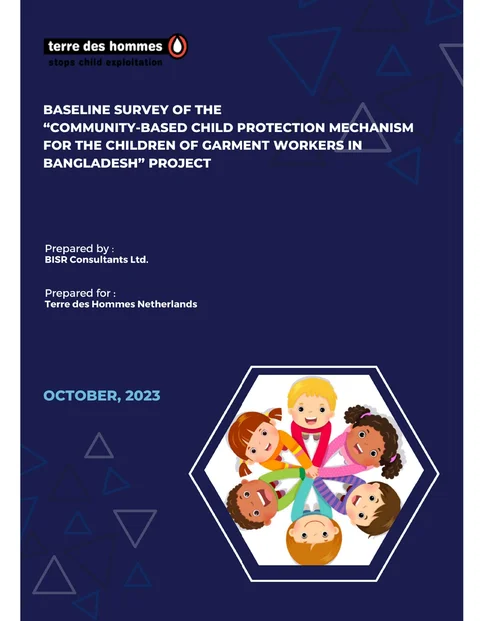 terre des hommes
stops child exploitation
BASELINE SURVEY OF THE
“COMMUNITY-BASED CHILD PROTECTION MECHANISM
FOR THE CHILDREN OF GARMENT WORKERS IN
BANGLADESH” PROJECT
Prepared by :
BISR Consultants Ltd.
Prepared for :
Terre des Hommes Netherlands
OCTOBER, 2023